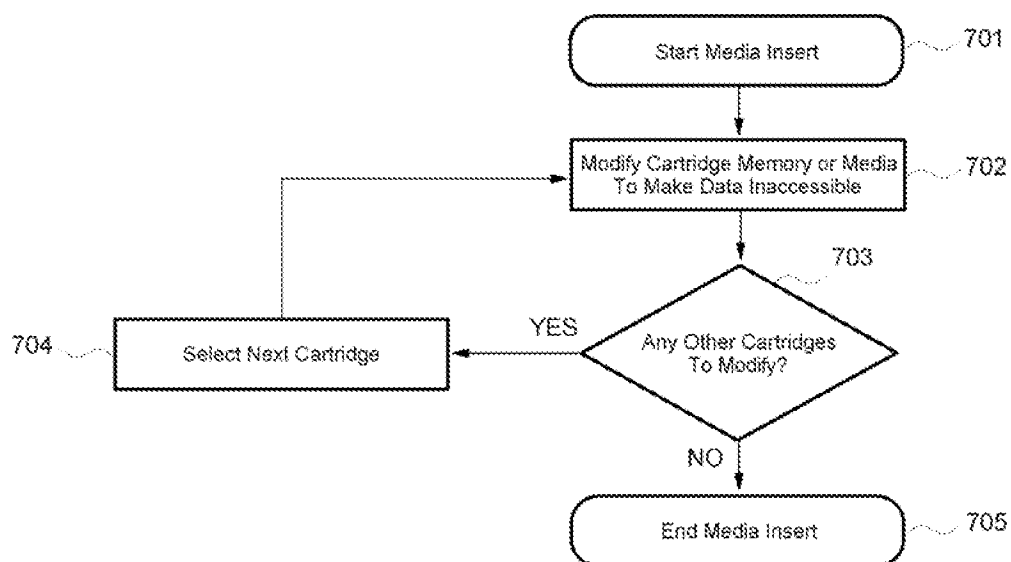 Start Media Insert
701
Modify Cartridge Memory or Media
To Make Data Inaccessible
702
703
Any Other Cartridges
To Modify?
YES
704
Select Next Cartridge
NO
End Media Insert
705